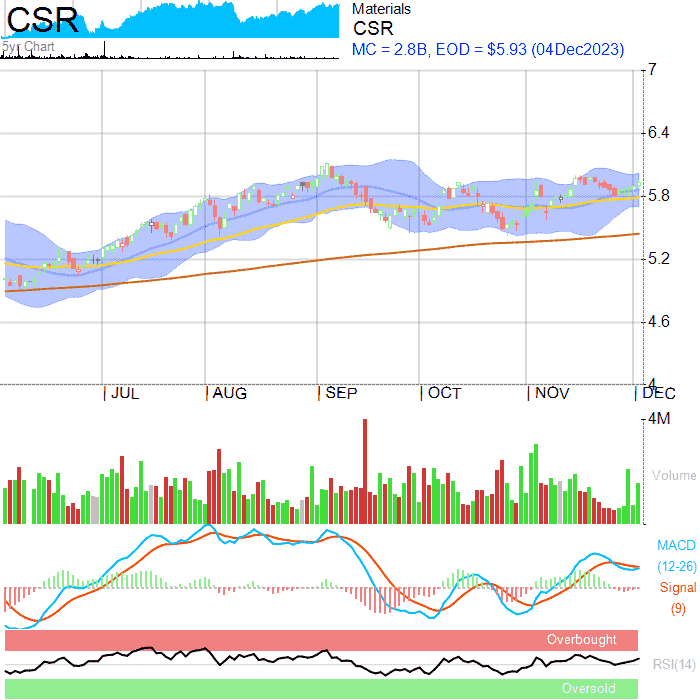 CSR
5yr Chart
Materials
CSR
MC = 2.8B, EOD = $5.93 (04Dec2023)
7
6.4
5.8
5.2
4.6
4
JUL AUG SEP OCT NOV DEC
4M
Volume
MACD
(12-26)
Signal
(9)
Overbought
RSI(14)
Oversold